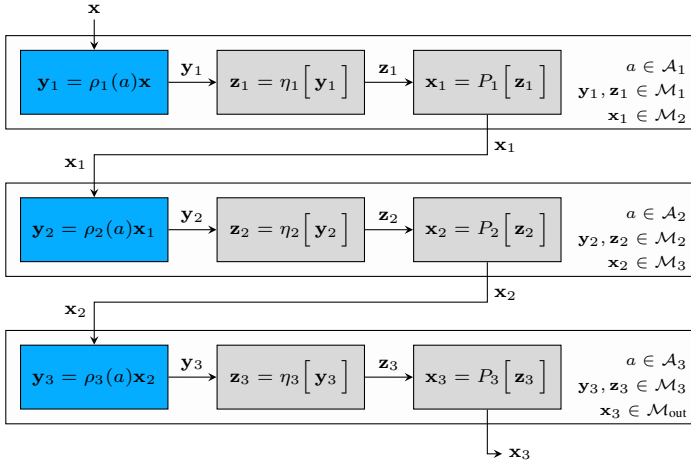 x
y₁ = ρ₁(a)x
y₁
z₁ = η₁[y₁]
z₁
x₁ = P₁[z₁]
a ∈ 𝒜₁
y₁, z₁ ∈ ℳ₁
x₁ ∈ ℳ₂
x₁
x₁
y₂ = ρ₂(a)x₁
y₂
z₂ = η₂[y₂]
z₂
x₂ = P₂[z₂]
a ∈ 𝒜₂
y₂, z₂ ∈ ℳ₂
x₂ ∈ ℳ₃
x₂
x₂
y₃ = ρ₃(a)x₂
y₃
z₃ = η₃[y₃]
z₃
x₃ = P₃[z₃]
a ∈ 𝒜₃
y₃, z₃ ∈ ℳ₃
x₃ ∈ ℳout
x₃